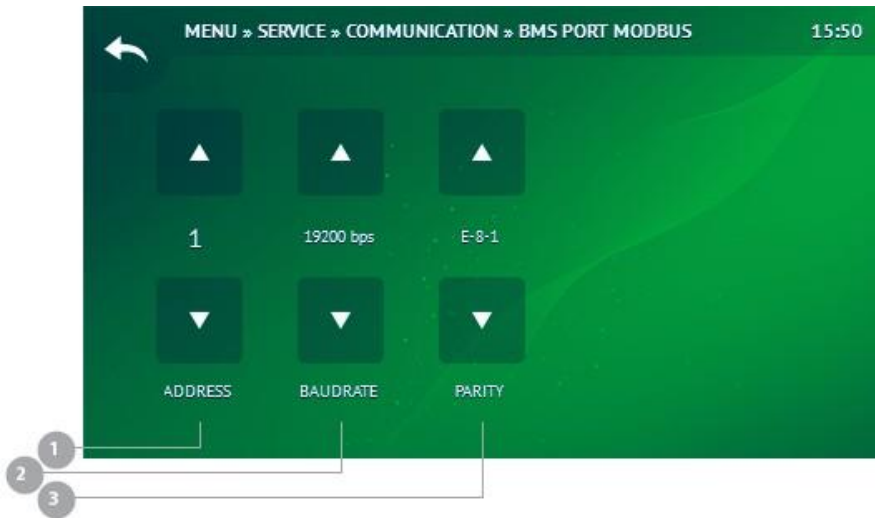 MENU » SERVICE » COMMUNICATION » BMS PORT MODBUS 15:50
1 19200 bps E-8-1
ADDRESS BAUDRATE PARITY
1
2
3